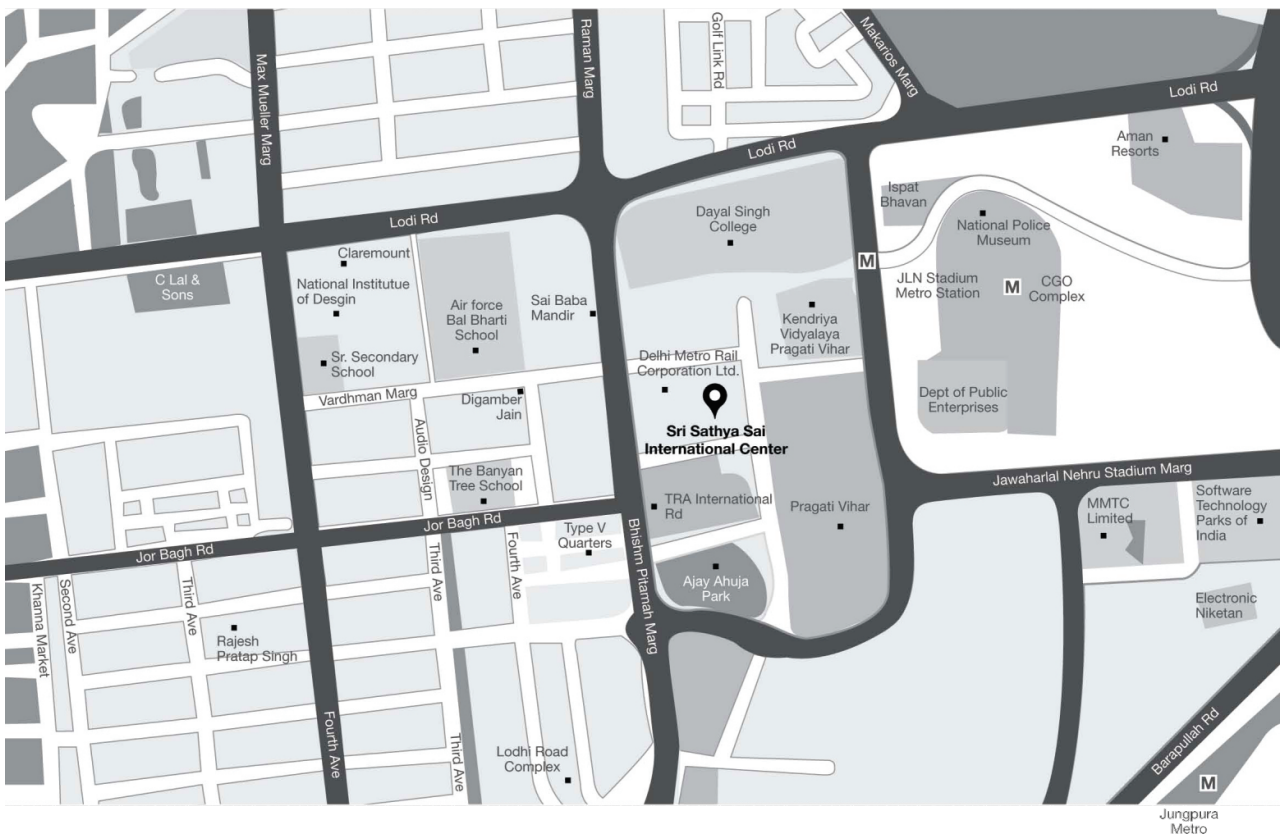 Max Mueller Marg
Raman Marg
Golf Link Rd
Makarios Marg
Lodi Rd
Lodi Rd
Lodi Rd
Aman
Resorts
Ispat
Bhavan
Dayal Singh
College
National Police
Museum
Claremount
C Lal &
Sons
National Institutue
of Desgin
Air force
Bal Bharti
School
Sai Baba
Mandir
M
JLN Stadium
Metro Station
M
CGO
Complex
Kendriya
Vidyalaya
Pragati Vihar
Sr. Secondary
School
Delhi Metro Rail
Corporation Ltd.
Vardhman Marg
Digamber
Jain
Dept of Public
Enterprises
Sri Sathya Sai
International Center
Audio Design
The Banyan
Tree School
Jawaharlal Nehru Stadium Marg
TRA International
Rd
Pragati Vihar
MMTC
Limited
Software
Technology
Parks of
India
Jor Bagh Rd
Jor Bagh Rd
Type V
Quarters
Bhishm Pitamah Marg
Ajay Ahuja
Park
Khanna Market
Second Ave
Third Ave
Third Ave
Fourth Ave
Rajesh
Pratap Singh
Electronic
Niketan
Fourth Ave
Third Ave
Lodhi Road
Complex
Barapullah Rd
M
Jungpura
Metro